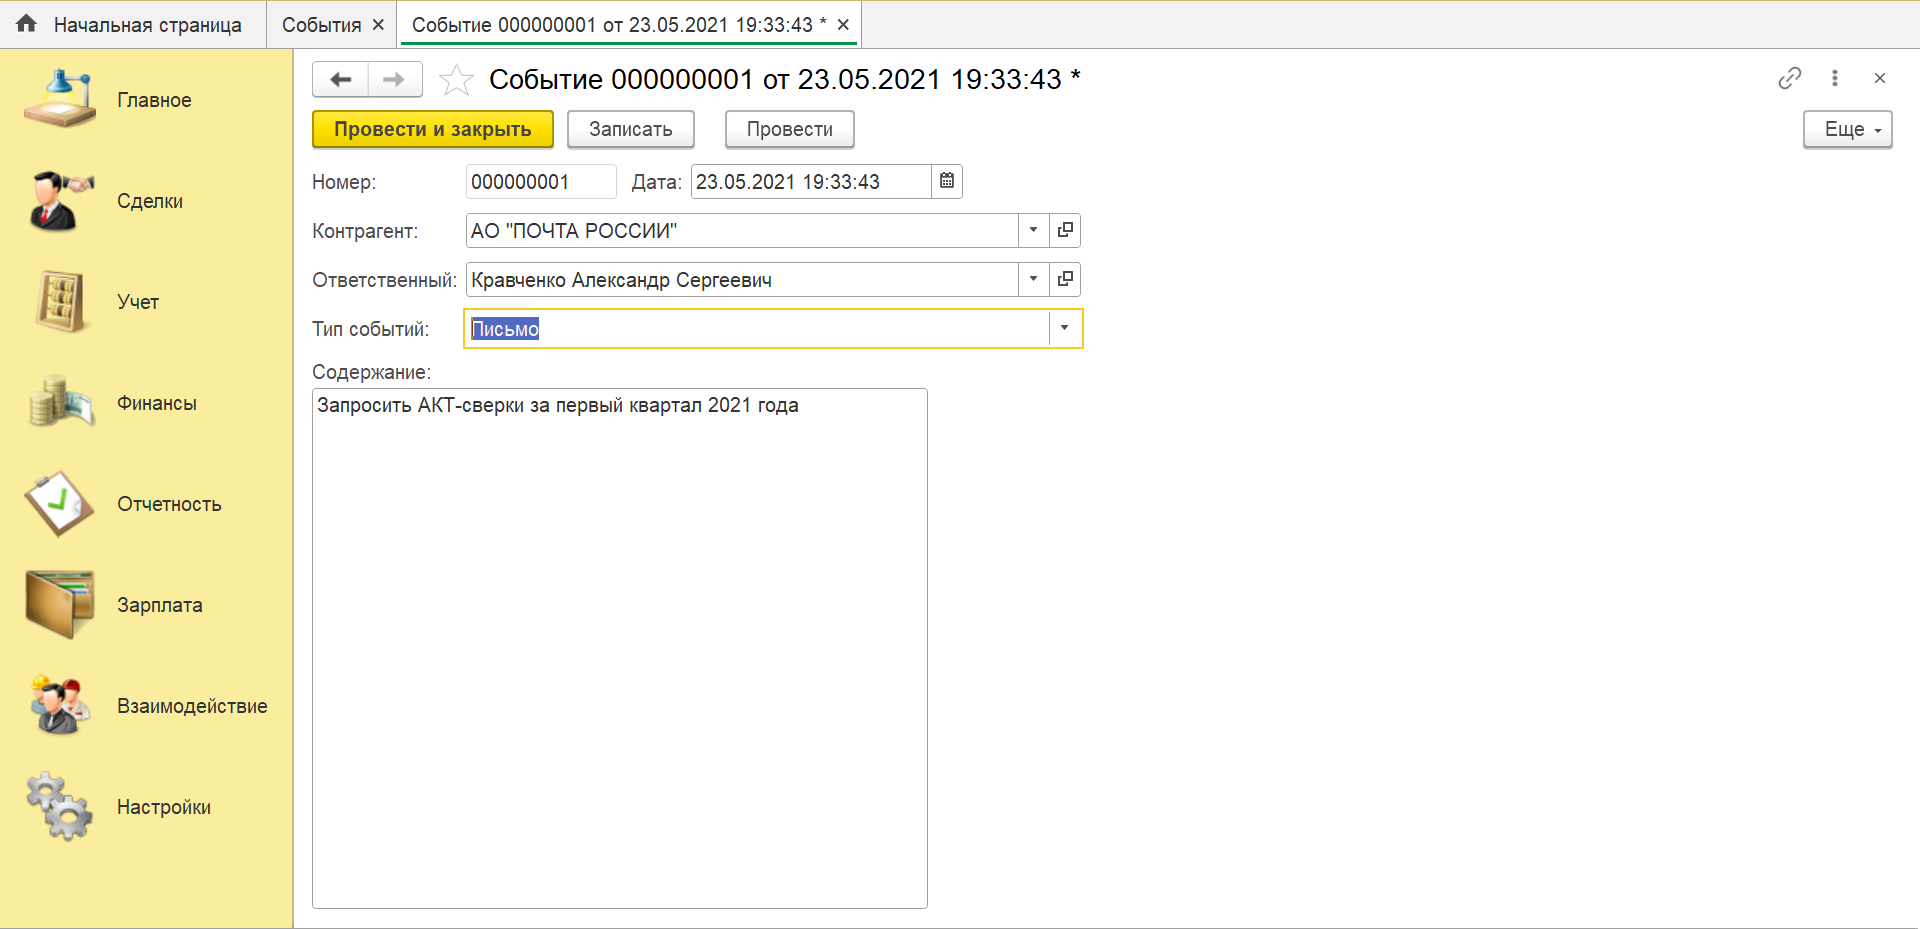 Начальная страница
События
Событие 000000001 от 23.05.2021 19:33:43 *
Главное
Сделки
Учет
Финансы
Отчетность
Зарплата
Взаимодействие
Настройки
Событие 000000001 от 23.05.2021 19:33:43 *
Провести и закрыть
Записать
Провести
Еще
Номер: 000000001 Дата: 23.05.2021 19:33:43
Контрагент: АО "ПОЧТА РОССИИ"
Ответственный: Кравченко Александр Сергеевич
Тип событий: Письмо
Содержание:
Запросить АКТ-сверки за первый квартал 2021 года